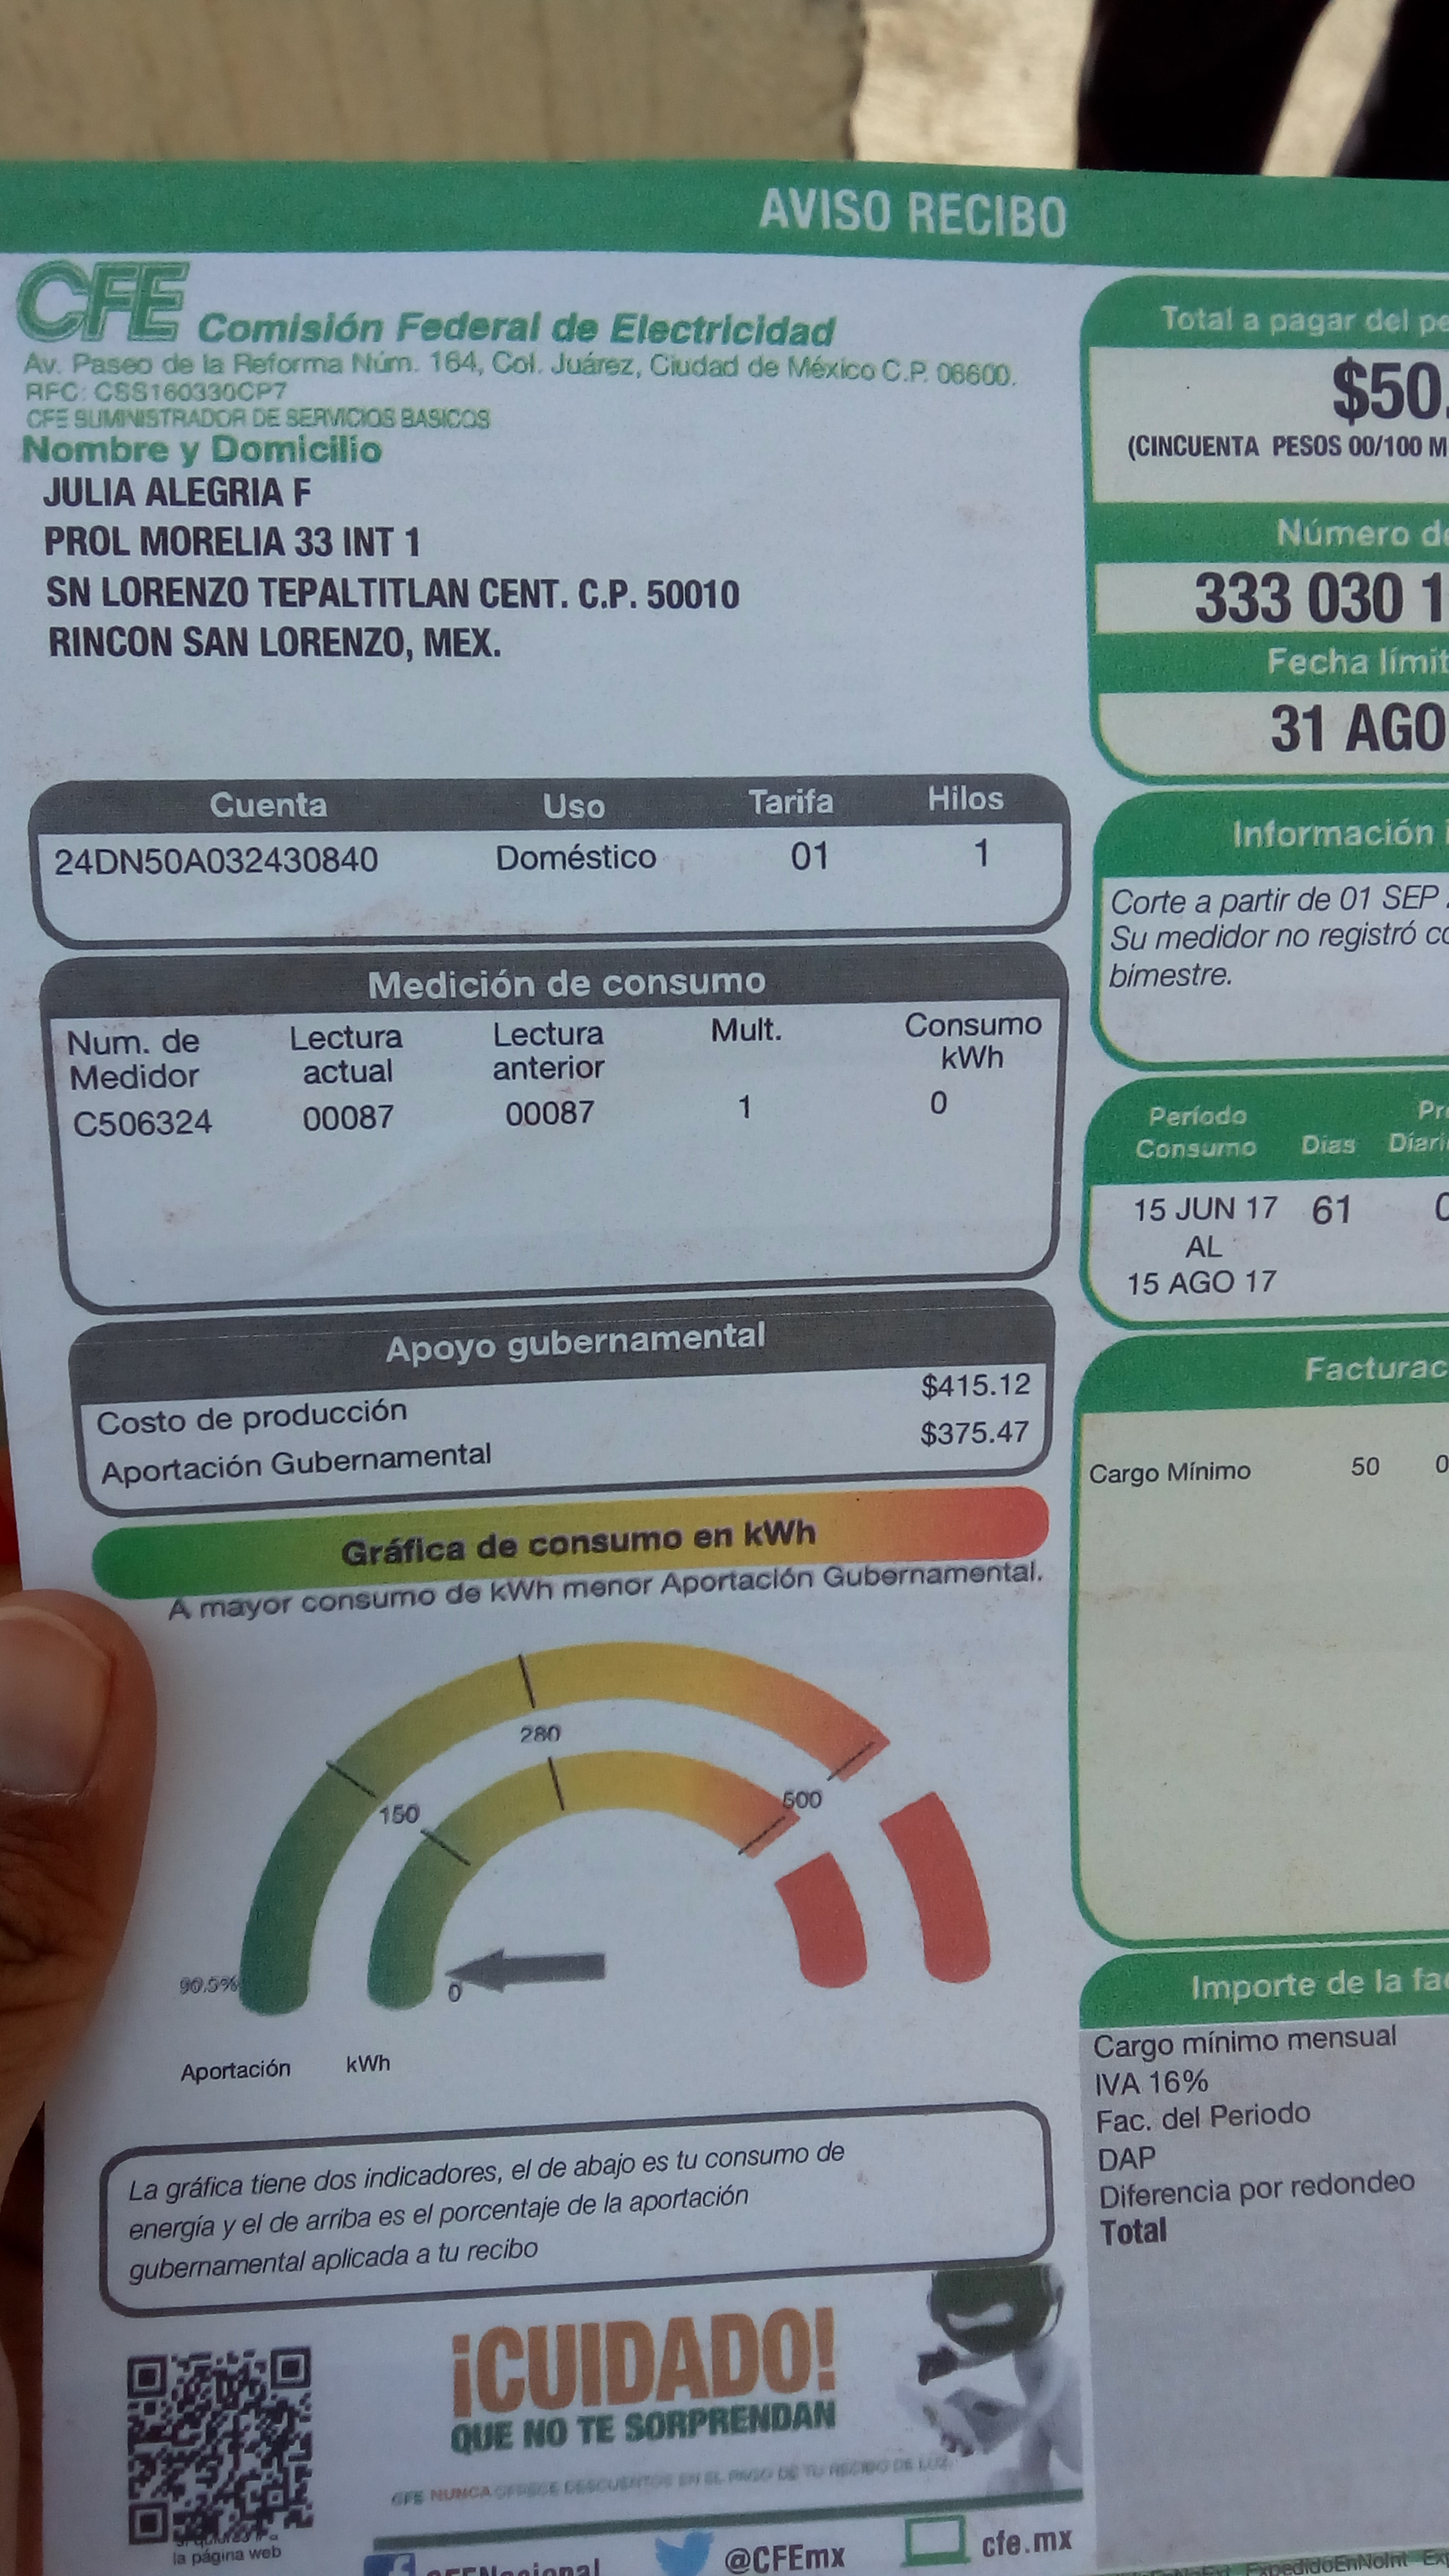 AVISO RECIBO
CFE Comisión Federal de Electricidad
Av. Paseo de la Reforma Núm. 164, Col. Juárez, Ciudad de México C.P. 06600.
RFC: CSS160330CP7
CFE SUMINISTRADOR DE SERVICIOS BASICOS
Nombre y Domicilio
JULIA ALEGRIA F
PROL MORELIA 33 INT 1
SN LORENZO TEPALTITLAN CENT. C.P. 50010
RINCON SAN LORENZO, MEX.
Total a pagar del pe
$50.
(CINCUENTA PESOS 00/100 M
Número de
333 030 1
Fecha límit
31 AGO
Cuenta Uso Tarifa Hilos
24DN50A032430840 Doméstico 01 1
Información
Corte a partir de 01 SEP
Su medidor no registró co
bimestre.
Medición de consumo
Num. de Lectura Lectura Mult. Consumo
Medidor actual anterior kWh
C506324 00087 00087 1 0
Período Pr
Consumo Días Diari
15 JUN 17 61 0
AL
15 AGO 17
Apoyo gubernamental
Costo de producción $415.12
Aportación Gubernamental $375.47
Facturac
Cargo Mínimo 50 0
Gráfica de consumo en kWh
A mayor consumo de kWh menor Aportación Gubernamental.
280
150
500
90.5%
0
Aportación kWh
La gráfica tiene dos indicadores, el de abajo es tu consumo de
energía y el de arriba es el porcentaje de la aportación
gubernamental aplicada a tu recibo
Importe de la fac
Cargo mínimo mensual
IVA 16%
Fac. del Periodo
DAP
Diferencia por redondeo
Total
¡CUIDADO!
QUE NO TE SORPRENDAN
CFE NUNCA OFRECE DESCUENTOS EN EL PAGO DE TU RECIBO DE LUZ
la página web
CFENacional
@CFEmx
cfe.mx
ExpedidoEnNoInt